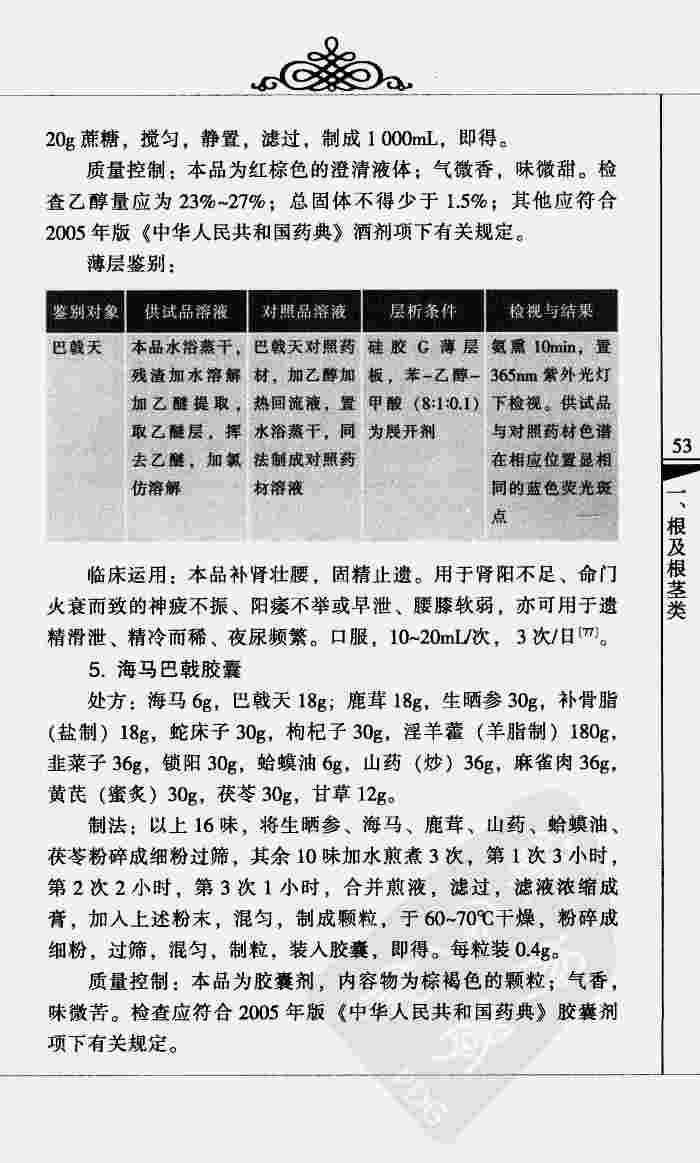 20g 蔗糖，搅匀，静置，滤过，制成 1 000mL，即得。
质量控制：本品为红棕色的澄清液体；气微香，味微甜。检
查乙醇量应为 23%~27%；总固体不得少于 1.5%；其他应符合
2005 年版《中华人民共和国药典》酒剂项下有关规定。
薄层鉴别：
鉴别对象 供试品溶液 对照品溶液 层析条件 检视与结果
巴戟天 本品水浴蒸干， 巴戟天对照药 硅胶 G 薄层 氨熏 10min，置
残渣加水溶解 材，加乙醇加 板，苯-乙醇- 365nm 紫外光灯
加乙醚提取， 热回流液，置 甲酸（8:1:0.1） 下检视。供试品
取乙醚层，挥 水浴蒸干，同 为展开剂 与对照药材色谱
去乙醚，加氯 法制成对照药 在相应位置显相
仿溶解 材溶液 同的蓝色荧光斑
点
临床运用：本品补肾壮腰，固精止遗。用于肾阳不足、命门
火衰而致的神疲不振、阳痿不举或早泄、腰膝软弱，亦可用于遗
精滑泄、精冷而稀、夜尿频繁。口服，10~20mL/次，3 次/日[77]。
5. 海马巴戟胶囊
处方：海马 6g，巴戟天 18g；鹿茸 18g，生晒参 30g，补骨脂
(盐制）18g，蛇床子 30g，枸杞子 30g，淫羊藿（羊脂制）180g，
韭菜子 36g，锁阳 30g，蛤蟆油 6g，山药（炒）36g，麻雀肉 36g，
黄芪（蜜炙）30g，茯苓 30g，甘草 12g。
制法：以上 16 味，将生晒参、海马、鹿茸、山药、蛤蟆油、
茯苓粉碎成细粉过筛，其余 10 味加水煎煮 3 次，第 1 次 3 小时，
第 2 次 2 小时，第 3 次 1 小时，合并煎液，滤过，滤液浓缩成
膏，加入上述粉末，混匀，制成颗粒，于 60~70℃干燥，粉碎成
细粉，过筛，混匀，制粒，装入胶囊，即得。每粒装 0.4g。
质量控制：本品为胶囊剂，内容物为棕褐色的颗粒；气香，
味微苦。检查应符合 2005 年版《中华人民共和国药典》胶囊剂
项下有关规定。
53
一、根及根茎类